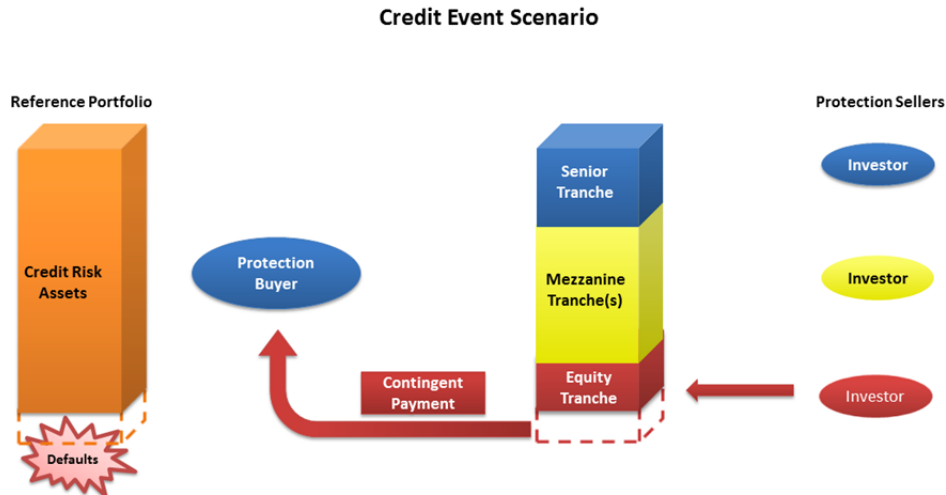 Credit Event Scenario
Reference Portfolio
Protection Sellers
Senior
Tranche
Investor
Credit Risk
Assets
Protection
Buyer
Mezzanine
Tranche(s)
Investor
Contingent
Payment
Equity
Tranche
Investor
Defaults